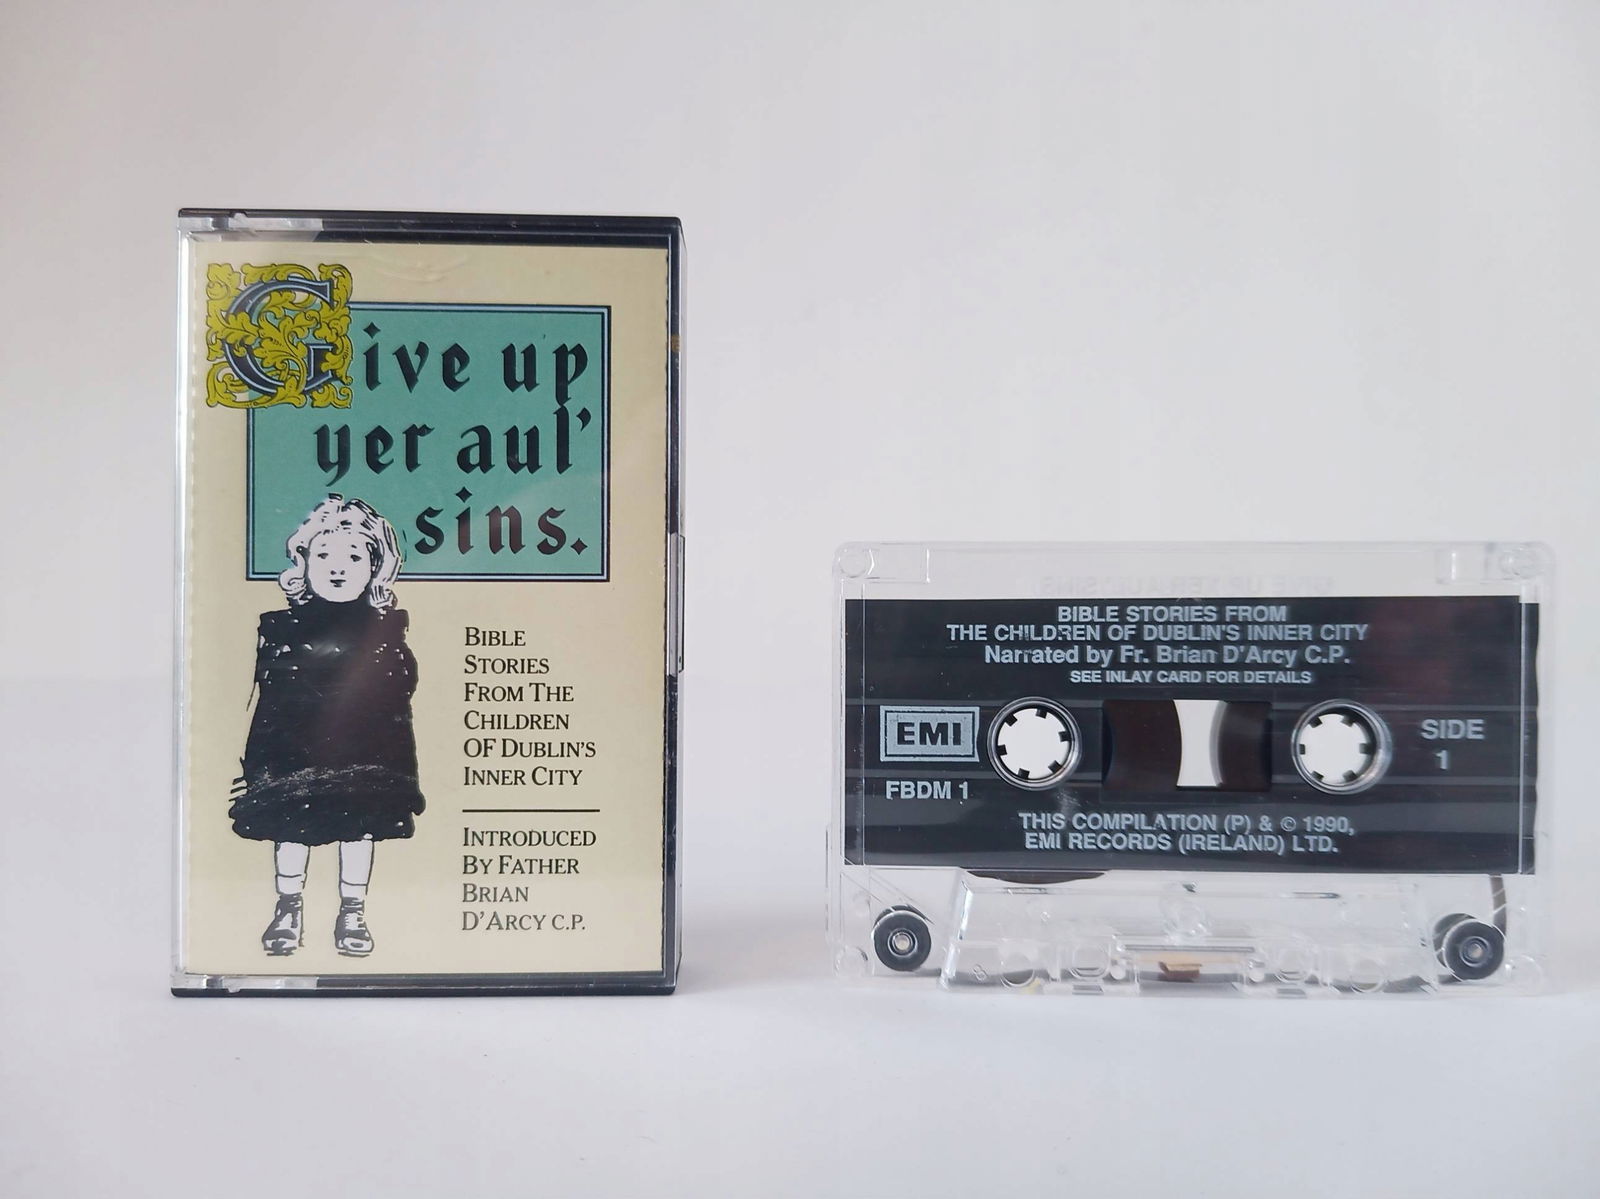 Give up
yer aul'
sins.
BIBLE
STORIES
FROM THE
CHILDREN
OF DUBLIN'S
INNER CITY
INTRODUCED
BY FATHER
BRIAN
D'ARCY C.P.
BIBLE STORIES FROM
THE CHILDREN OF DUBLIN'S INNER CITY
Narrated by Fr. Brian D'Arcy C.P.
SEE INLAY CARD FOR DETAILS
EMI
SIDE
1
FBDM 1
THIS COMPILATION (P) & © 1990,
EMI RECORDS (IRELAND) LTD.
8